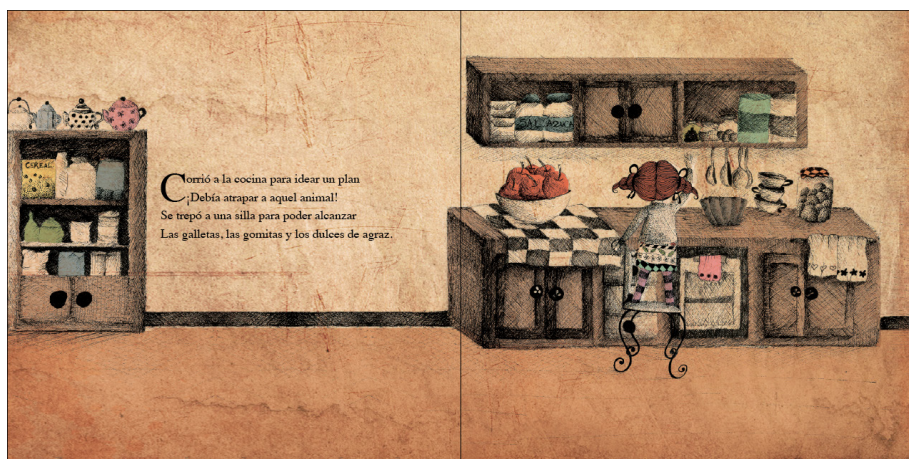 CEREAL
Corrió a la cocina para idear un plan
¡Debía atrapar a aquel animal!
Se trepó a una silla para poder alcanzar
Las galletas, las gomitas y los dulces de agraz.
SAL AZUCAR